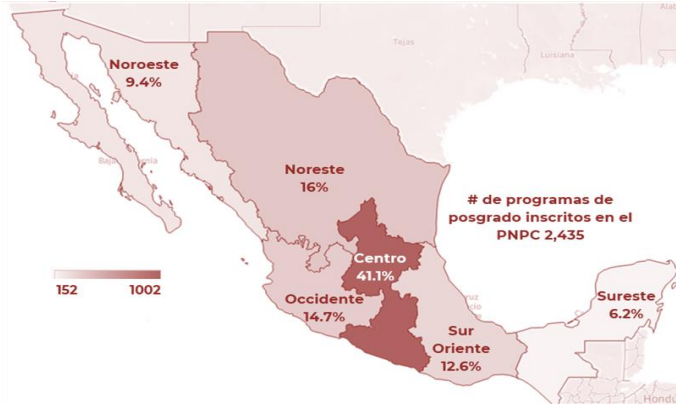 Tejas
Luisiana
Noroeste
9.4%
Noreste
16%
# de programas de
posgrado inscritos en el
PNPC 2,435
Centro
41.1%
152
1002
Occidente
14.7%
Sur
Oriente
12.6%
Sureste
6.2%